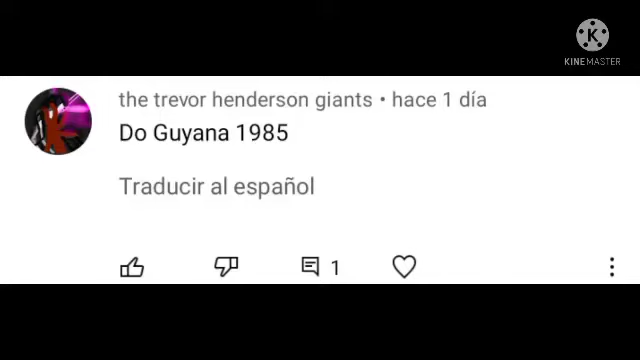 K
KINEMASTER
the trevor henderson giants • hace 1 día
Do Guyana 1985
Traducir al español
1